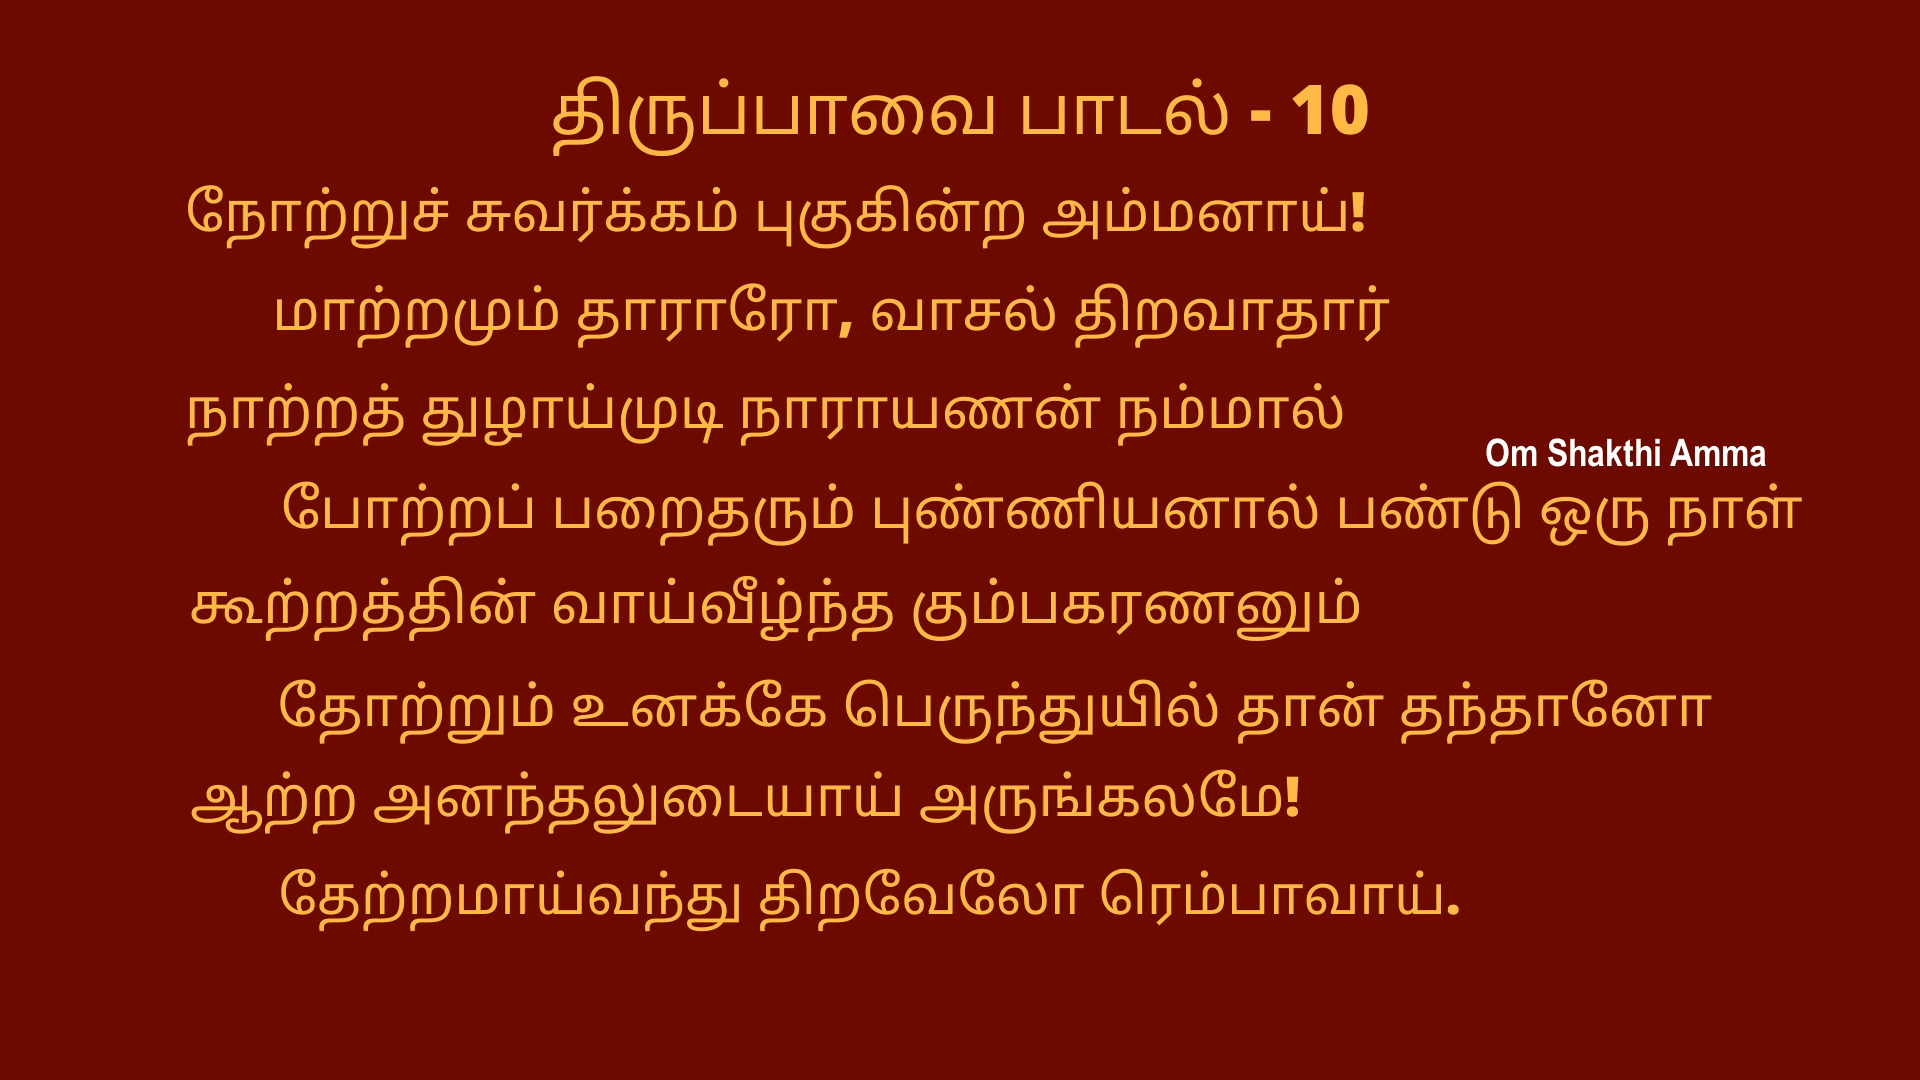 திருப்பாவை பாடல் - 10
நோற்றுச் சுவர்க்கம் புகுகின்ற அம்மனாய்!
மாற்றமும் தாராரோ, வாசல் திறவாதார்
நாற்றத் துழாய்முடி நாராயணன் நம்மால்
Om Shakthi Amma
போற்றப் பறைதரும் புண்ணியனால் பண்டு ஒரு நாள்
கூற்றத்தின் வாய்வீழ்ந்த கும்பகரணனும்
தோற்றும் உனக்கே பெருந்துயில் தான் தந்தானோ
ஆற்ற அனந்தலுடையாய் அருங்கலமே!
தேற்றமாய்வந்து திறவேலோ ரெம்பாவாய்.